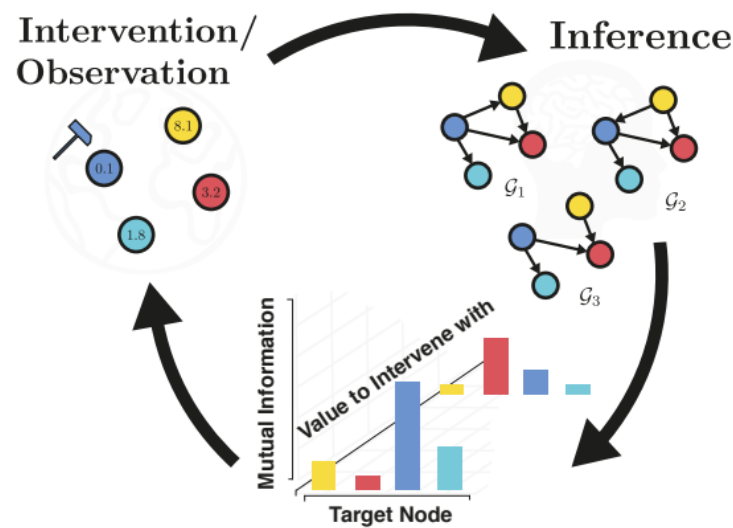 Intervention/
Observation
Inference
8.1
0.1
3.2
1.8
𝒢₁
𝒢₂
𝒢₃
Mutual Information
Value to Intervene with
Target Node